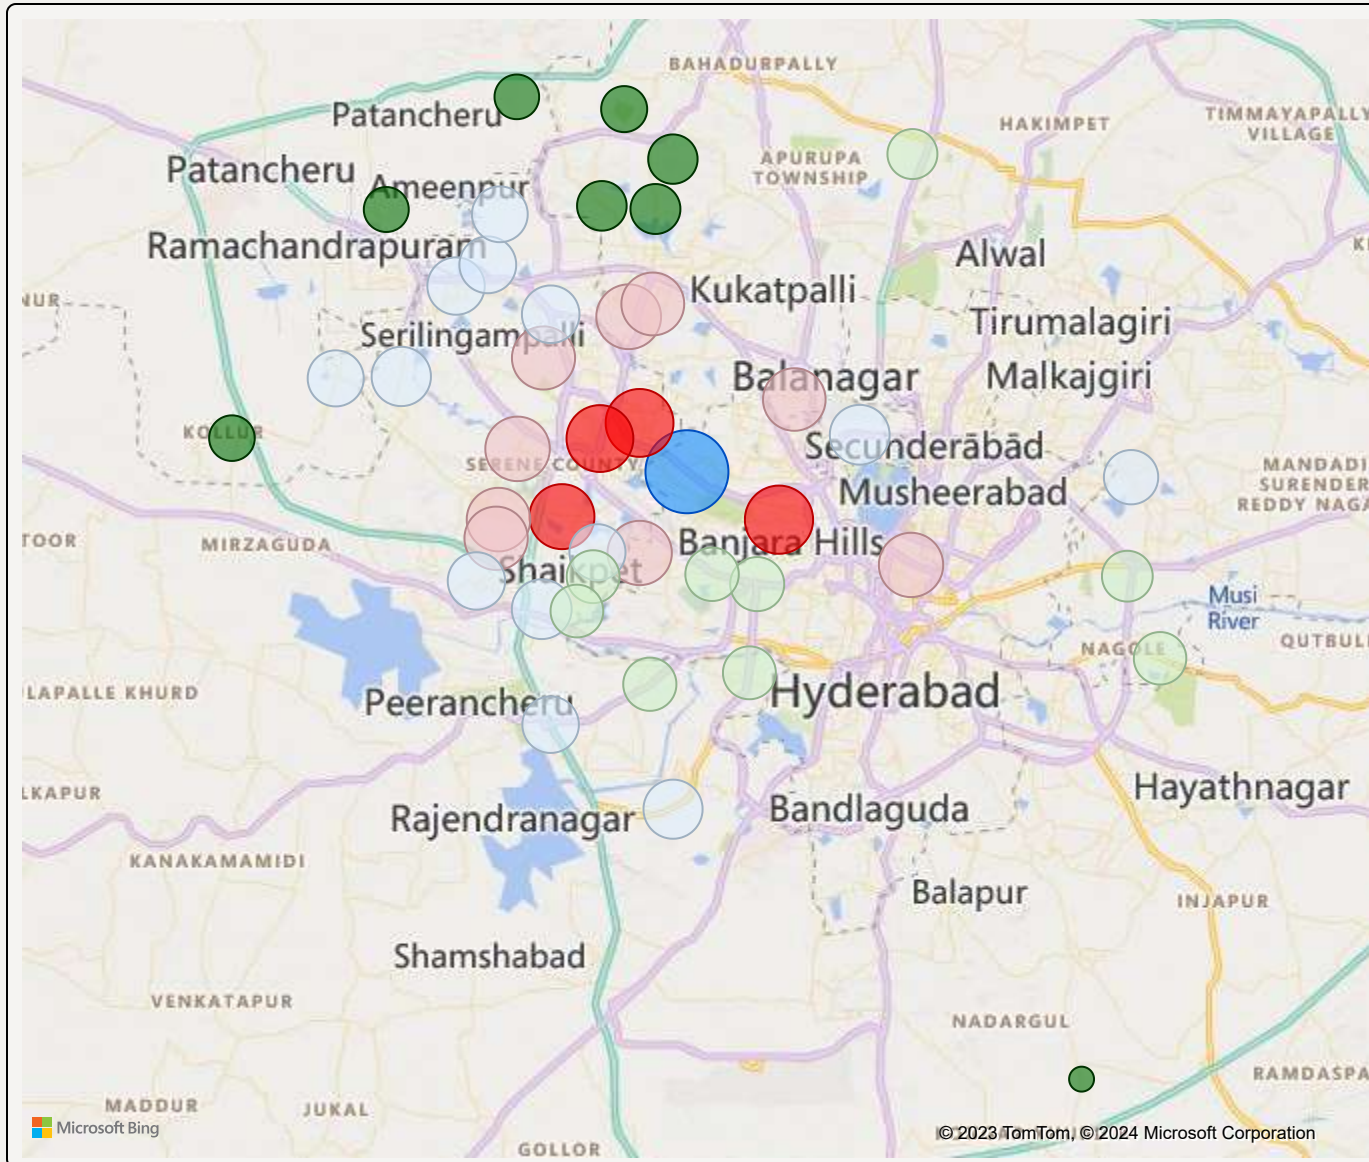 BAHADURPALLY
Patancheru
HAKIMPET
TIMMAYAPALLY
VILLAGE
APURUPA
TOWNSHIP
Patancheru
Ameenpur
Ramachandrapuram
Alwal
Kukatpalli
NUR
Tirumalagiri
Serilingampalli
Balanagar
Malkajgiri
KOLLUR
Secunderābād
SERENE COUNTY
MANDADI
SURENDER
REDDY NAGA
Musheerabad
TOOR
MIRZAGUDA
Banjara Hills
Shaikpet
Musi
River
NAGOLE
QUTBUL
LAPALLE KHURD
Peerancheru
Hyderabad
LKAPUR
Hayathnagar
Rajendranagar
Bandlaguda
KANAKAMAMIDI
Balapur
INJAPUR
Shamshabad
VENKATAPUR
NADARGUL
RAMDASPA
MADDUR
JUKAL
Microsoft Bing
© 2023 TomTom, © 2024 Microsoft Corporation
GOLLOR